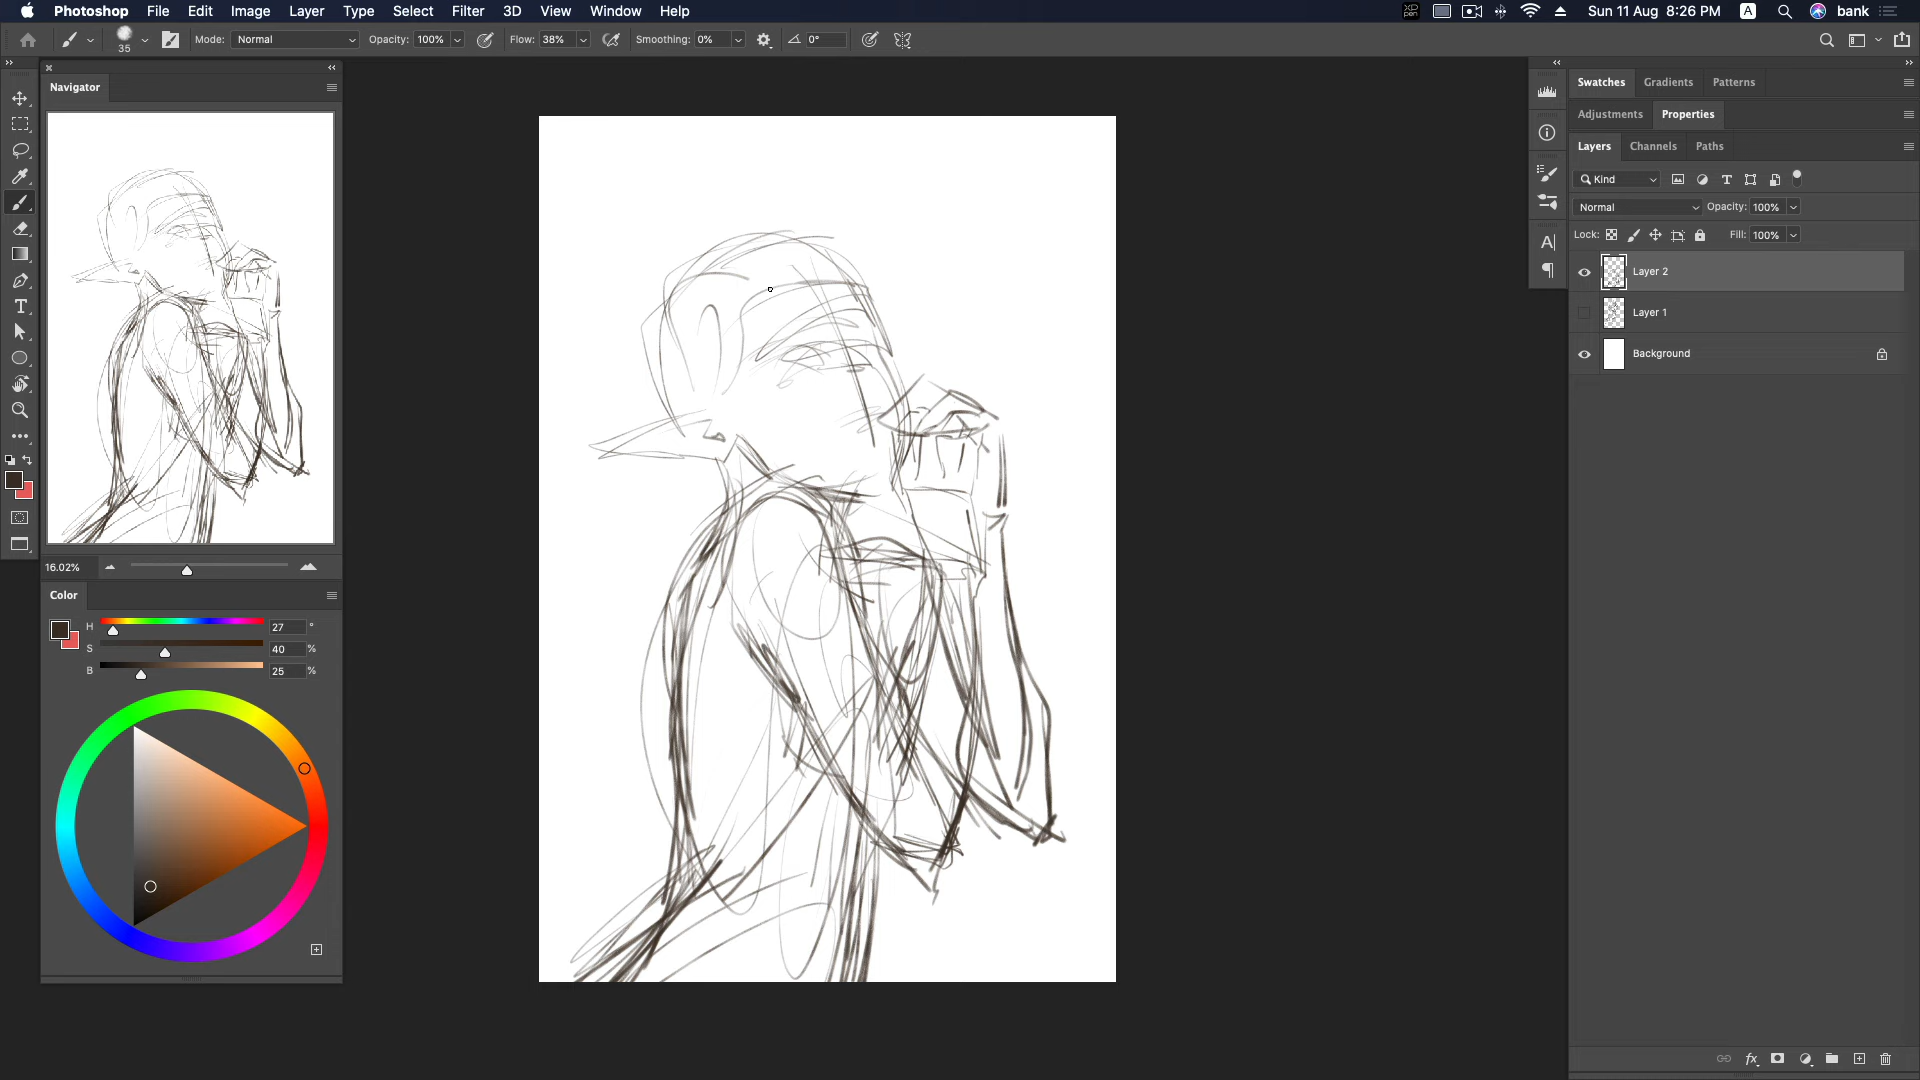 Photoshop File Edit Image Layer Type Select Filter 3D View Window Help
XD pen Sun 11 Aug 8:26 PM A bank
35 Mode: Normal Opacity: 100% Flow: 38% Smoothing: 0% 0°
Navigator
16.02%
Color
H 27 °
S 40 %
B 25 %
Swatches Gradients Patterns
Adjustments Properties
Layers Channels Paths
Kind
Normal Opacity: 100%
Lock: Fill: 100%
Layer 2
Layer 1
Background